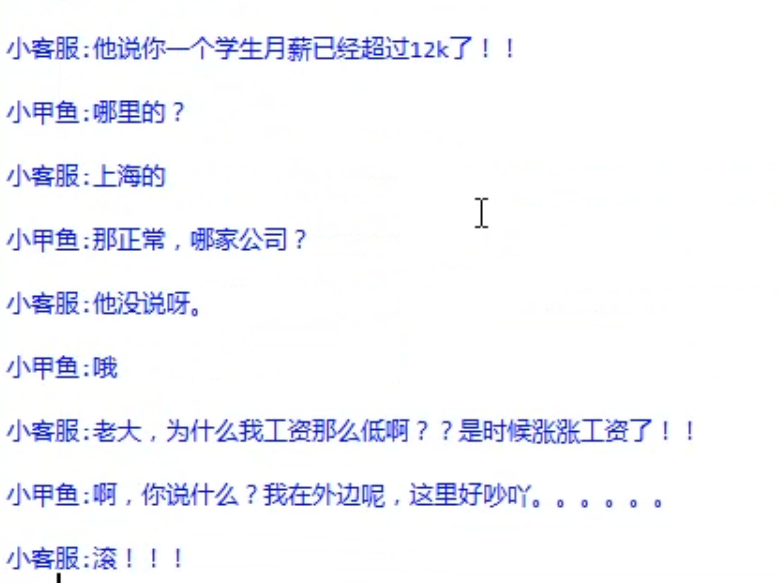 小客服:他说你一个学生月薪已经超过12k了！！
小甲鱼:哪里的？
小客服:上海的
小甲鱼:那正常，哪家公司？
小客服:他没说呀。
小甲鱼:哦
小客服:老大，为什么我工资那么低啊？？是时候涨涨工资了！！
小甲鱼:啊，你说什么？我在外边呢，这里好吵吖。。。。。。
小客服:滚！！！